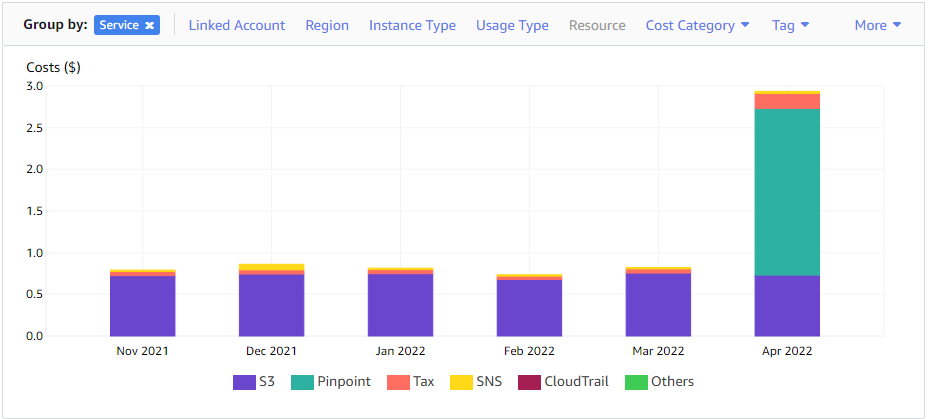 Group by: Service × Linked Account Region Instance Type Usage Type Resource Cost Category Tag More
Costs ($)
3.0
2.5
2.0
1.5
1.0
0.5
0.0
Nov 2021 Dec 2021 Jan 2022 Feb 2022 Mar 2022 Apr 2022
S3 Pinpoint Tax SNS CloudTrail Others